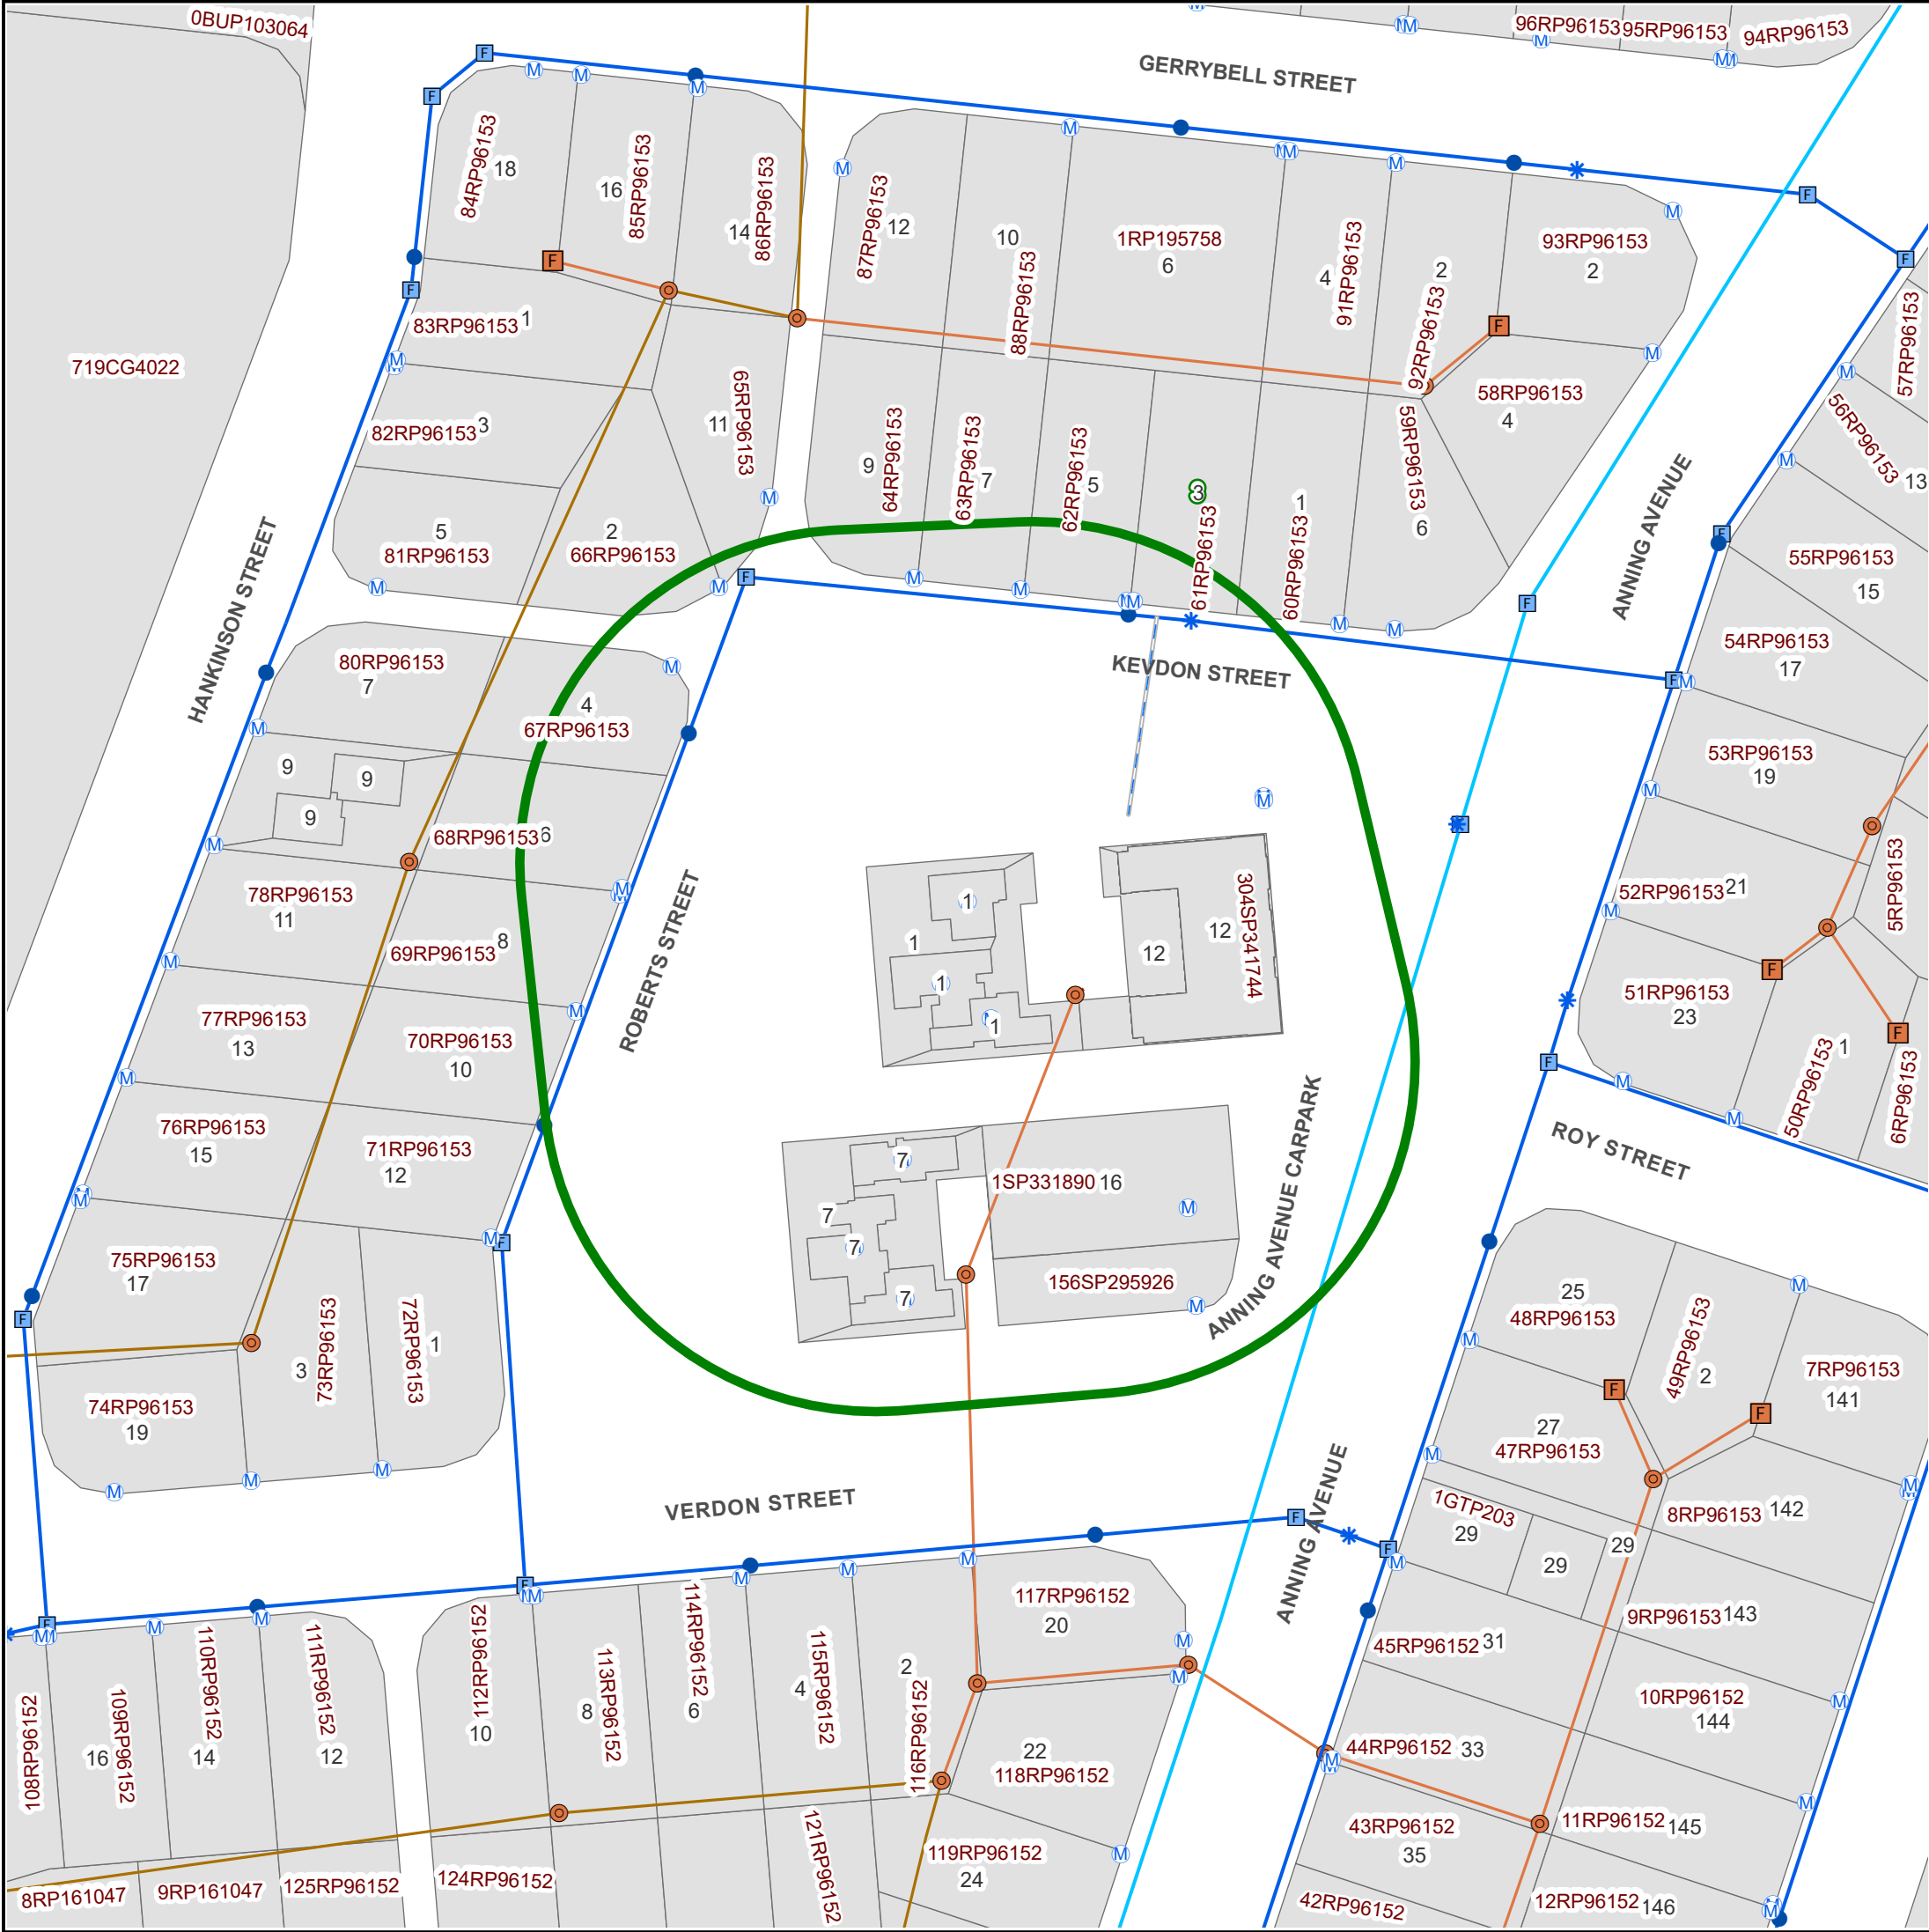 0BUP103064
96RP96153
95RP96153
94RP96153
GERRYBELL STREET
84RP96153
18
16
85RP96153
14
86RP96153
87RP96153
12
10
88RP96153
1RP195758
6
4
91RP96153
2
92RP96153
93RP96153
2
57RP96153
719CG4022
83RP96153
1
82RP96153
3
65RP96153
11
9
64RP96153
63RP96153
7
62RP96153
5
3
61RP96153
1
60RP96153
59RP96153
6
58RP96153
4
56RP96153
13
ANNING AVENUE
5
81RP96153
2
66RP96153
HANKINSON STREET
55RP96153
15
54RP96153
17
KEVDON STREET
80RP96153
7
4
67RP96153
53RP96153
19
9
9
9
68RP96153
6
78RP96153
11
69RP96153
8
ROBERTS STREET
1
1
1
1
12
12
304SP341744
52RP96153
21
5RP96153
51RP96153
23
50RP96153
1
6RP96153
77RP96153
13
70RP96153
10
76RP96153
15
71RP96153
12
ROY STREET
ANNING AVENUE CARPARK
7
7
7
7
1SP331890
16
156SP295926
75RP96153
17
73RP96153
3
72RP96153
1
74RP96153
19
25
48RP96153
49RP96153
2
7RP96153
141
27
47RP96153
VERDON STREET
ANNING AVENUE
1GTP203
29
29
29
8RP96153
142
9RP96153
143
117RP96152
20
108RP96152
16
109RP96152
110RP96152
14
111RP96152
12
112RP96152
10
8
113RP96152
114RP96152
6
4
115RP96152
2
116RP96152
22
118RP96152
45RP96152
31
10RP96152
144
44RP96152
33
43RP96152
35
11RP96152
145
8RP161047
9RP161047
125RP96152
124RP96152
121RP96152
119RP96152
24
42RP96152
12RP96152
146